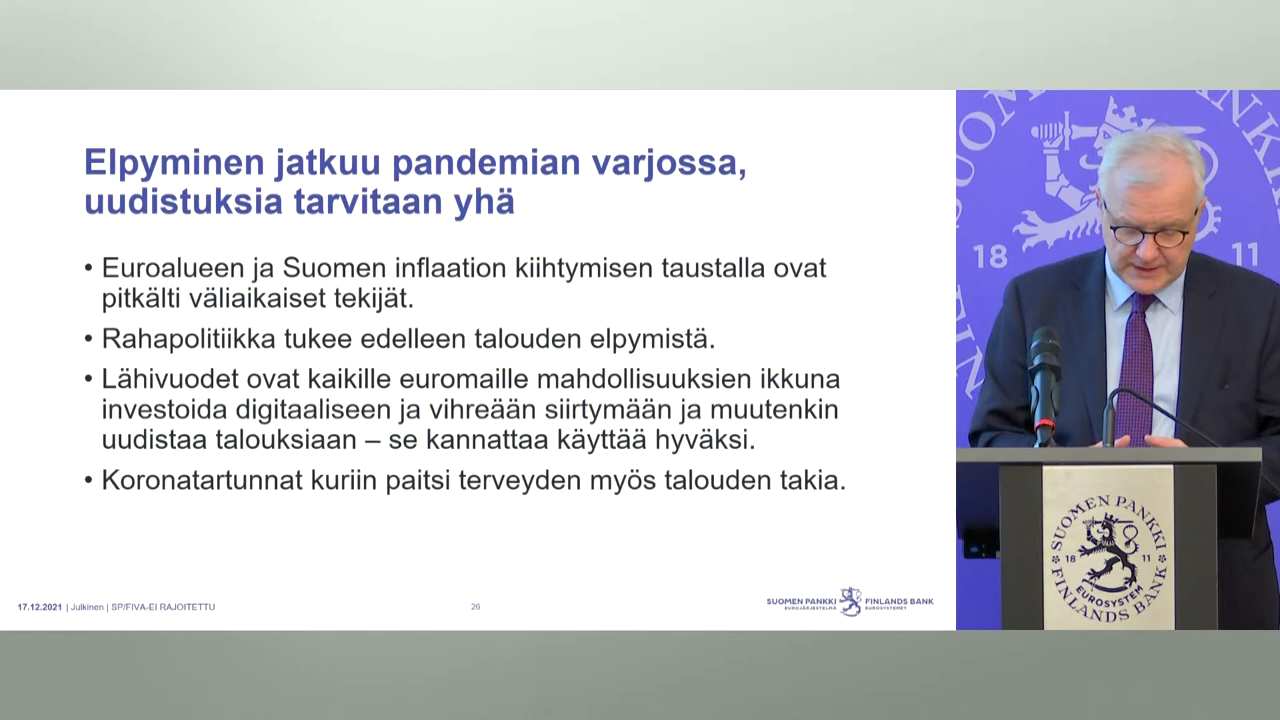 Elpyminen jatkuu pandemian varjossa,
uudistuksia tarvitaan yhä
• Euroalueen ja Suomen inflaation kiihtymisen taustalla ovat
pitkälti väliaikaiset tekijät.
• Rahapolitiikka tukee edelleen talouden elpymistä.
• Lähivuodet ovat kaikille euromaille mahdollisuuksien ikkuna
investoida digitaaliseen ja vihreään siirtymään ja muutenkin
uudistaa talouksiaan – se kannattaa käyttää hyväksi.
• Koronatartunnat kuriin paitsi terveyden myös talouden takia.
17.12.2021 | Julkinen | SP/FIVA-EI RAJOITETTU
26
SUOMEN PANKKI
EUROJÄRJESTELMÄ
FINLANDS BANK
EUROSYSTEMET
18 11
SUOMEN PANKKI
18 11
EUROSYSTEM
FINLANDS BANK